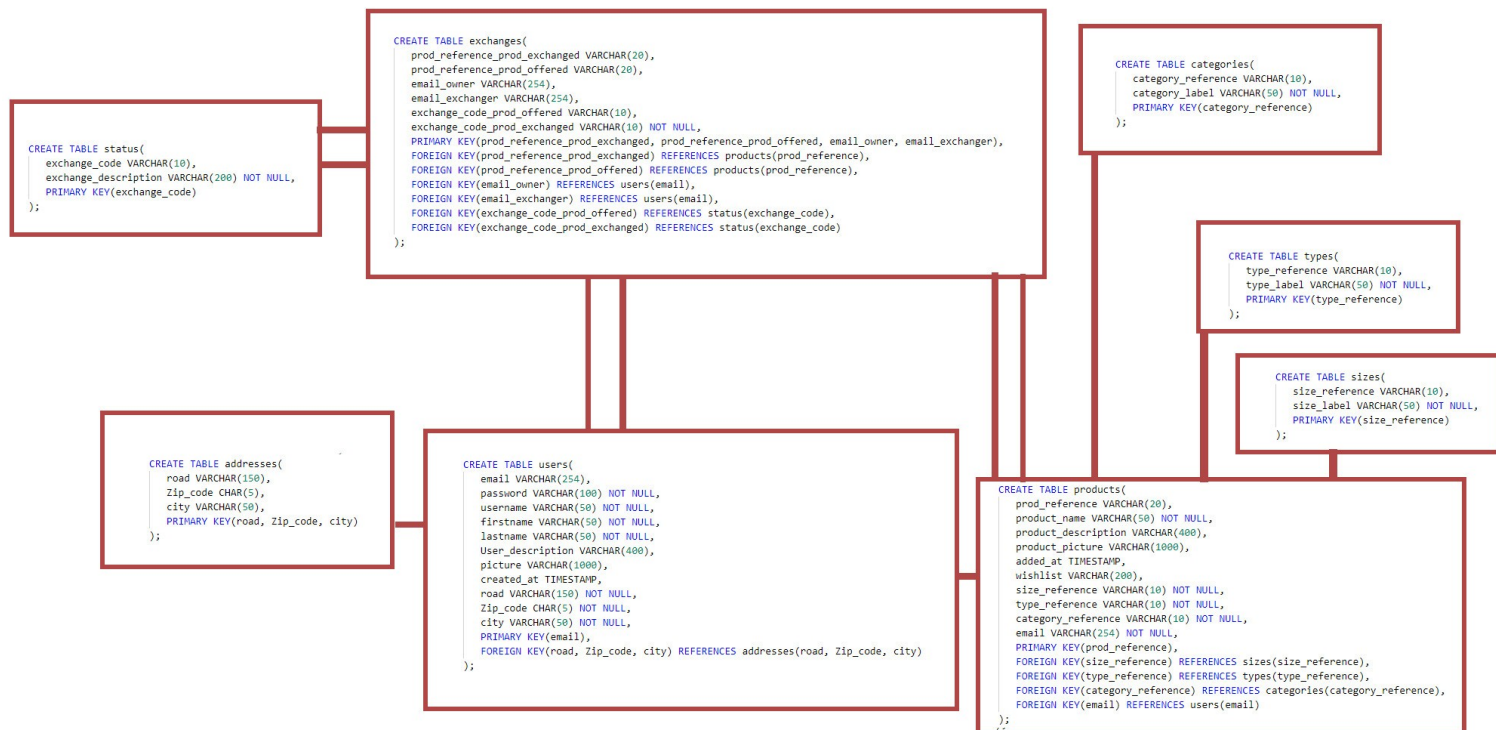 CREATE TABLE exchanges(
prod_reference_prod_exchanged VARCHAR(20),
prod_reference_prod_offered VARCHAR(20),
email_owner VARCHAR(254),
email_exchanger VARCHAR(254),
exchange_code_prod_offered VARCHAR(10),
exchange_code_prod_exchanged VARCHAR(10) NOT NULL,
PRIMARY KEY(prod_reference_prod_exchanged, prod_reference_prod_offered, email_owner, email_exchanger),
FOREIGN KEY(prod_reference_prod_exchanged) REFERENCES products(prod_reference),
FOREIGN KEY(prod_reference_prod_offered) REFERENCES products(prod_reference),
FOREIGN KEY(email_owner) REFERENCES users(email),
FOREIGN KEY(email_exchanger) REFERENCES users(email),
FOREIGN KEY(exchange_code_prod_offered) REFERENCES status(exchange_code),
FOREIGN KEY(exchange_code_prod_exchanged) REFERENCES status(exchange_code)
);
CREATE TABLE categories(
category_reference VARCHAR(10),
category_label VARCHAR(50) NOT NULL,
PRIMARY KEY(category_reference)
);
CREATE TABLE status(
exchange_code VARCHAR(10),
exchange_description VARCHAR(200) NOT NULL,
PRIMARY KEY(exchange_code)
);
CREATE TABLE types(
type_reference VARCHAR(10),
type_label VARCHAR(50) NOT NULL,
PRIMARY KEY(type_reference)
);
CREATE TABLE sizes(
size_reference VARCHAR(10),
size_label VARCHAR(50) NOT NULL,
PRIMARY KEY(size_reference)
);
CREATE TABLE addresses(
road VARCHAR(150),
Zip_code CHAR(5),
city VARCHAR(50),
PRIMARY KEY(road, Zip_code, city)
);
CREATE TABLE users(
email VARCHAR(254),
password VARCHAR(100) NOT NULL,
username VARCHAR(50) NOT NULL,
firstname VARCHAR(50) NOT NULL,
lastname VARCHAR(50) NOT NULL,
User_description VARCHAR(400),
picture VARCHAR(1000),
created_at TIMESTAMP,
road VARCHAR(150) NOT NULL,
Zip_code CHAR(5) NOT NULL,
city VARCHAR(50) NOT NULL,
PRIMARY KEY(email),
FOREIGN KEY(road, Zip_code, city) REFERENCES addresses(road, Zip_code, city)
);
CREATE TABLE products(
prod_reference VARCHAR(20),
product_name VARCHAR(50) NOT NULL,
product_description VARCHAR(400),
product_picture VARCHAR(1000),
added_at TIMESTAMP,
wishlist VARCHAR(200),
size_reference VARCHAR(10) NOT NULL,
type_reference VARCHAR(10) NOT NULL,
category_reference VARCHAR(10) NOT NULL,
email VARCHAR(254) NOT NULL,
PRIMARY KEY(prod_reference),
FOREIGN KEY(size_reference) REFERENCES sizes(size_reference),
FOREIGN KEY(type_reference) REFERENCES types(type_reference),
FOREIGN KEY(category_reference) REFERENCES categories(category_reference),
FOREIGN KEY(email) REFERENCES users(email)
);